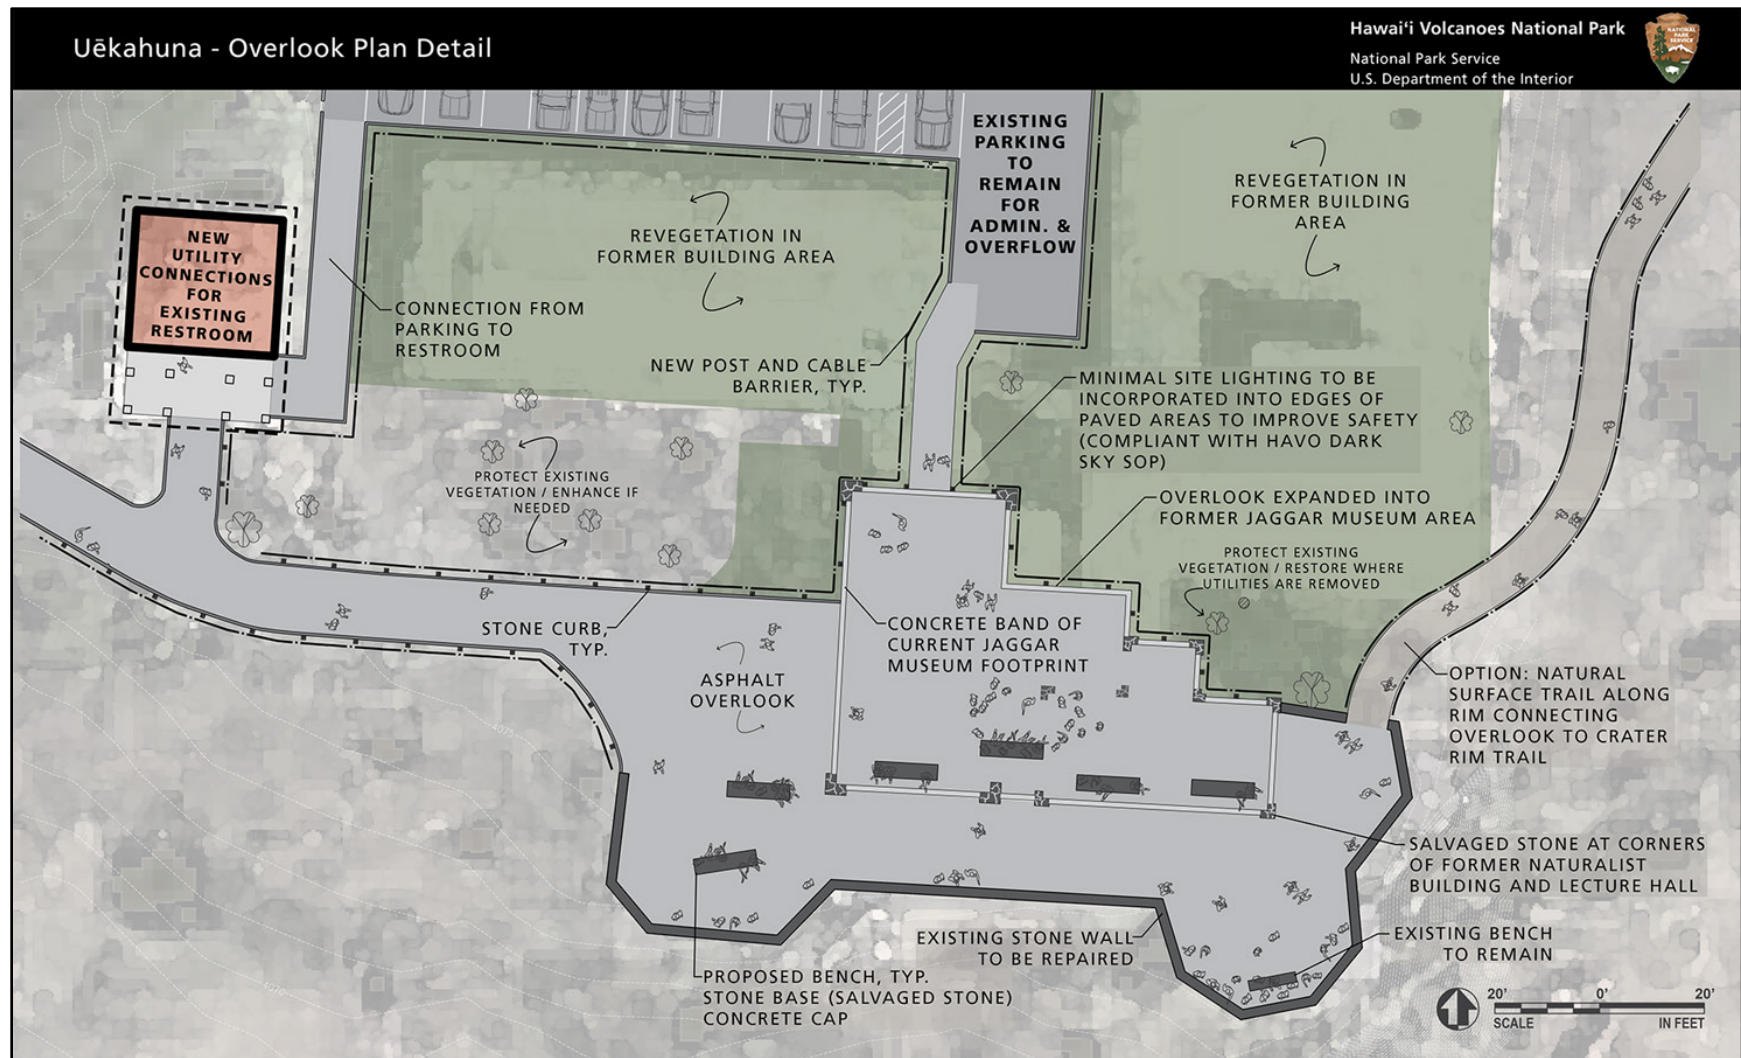 Uēkahuna - Overlook Plan Detail
Hawaiʻi Volcanoes National Park
National Park Service
U.S. Department of the Interior
NATIONAL
PARK
SERVICE
EXISTING
PARKING
TO
REMAIN
FOR
ADMIN. &
OVERFLOW
REVEGETATION IN
FORMER BUILDING
AREA
REVEGETATION IN
FORMER BUILDING AREA
NEW
UTILITY
CONNECTIONS
FOR
EXISTING
RESTROOM
CONNECTION FROM
PARKING TO
RESTROOM
NEW POST AND CABLE
BARRIER, TYP.
MINIMAL SITE LIGHTING TO BE
INCORPORATED INTO EDGES OF
PAVED AREAS TO IMPROVE SAFETY
(COMPLIANT WITH HAVO DARK
SKY SOP)
PROTECT EXISTING
VEGETATION / ENHANCE IF
NEEDED
OVERLOOK EXPANDED INTO
FORMER JAGGAR MUSEUM AREA
PROTECT EXISTING
VEGETATION / RESTORE WHERE
UTILITIES ARE REMOVED
STONE CURB,
TYP.
CONCRETE BAND OF
CURRENT JAGGAR
MUSEUM FOOTPRINT
ASPHALT
OVERLOOK
OPTION: NATURAL
SURFACE TRAIL ALONG
RIM CONNECTING
OVERLOOK TO CRATER
RIM TRAIL
SALVAGED STONE AT CORNERS
OF FORMER NATURALIST
BUILDING AND LECTURE HALL
EXISTING STONE WALL
TO BE REPAIRED
EXISTING BENCH
TO REMAIN
PROPOSED BENCH, TYP.
STONE BASE (SALVAGED STONE)
CONCRETE CAP
20' 0' 20'
SCALE IN FEET